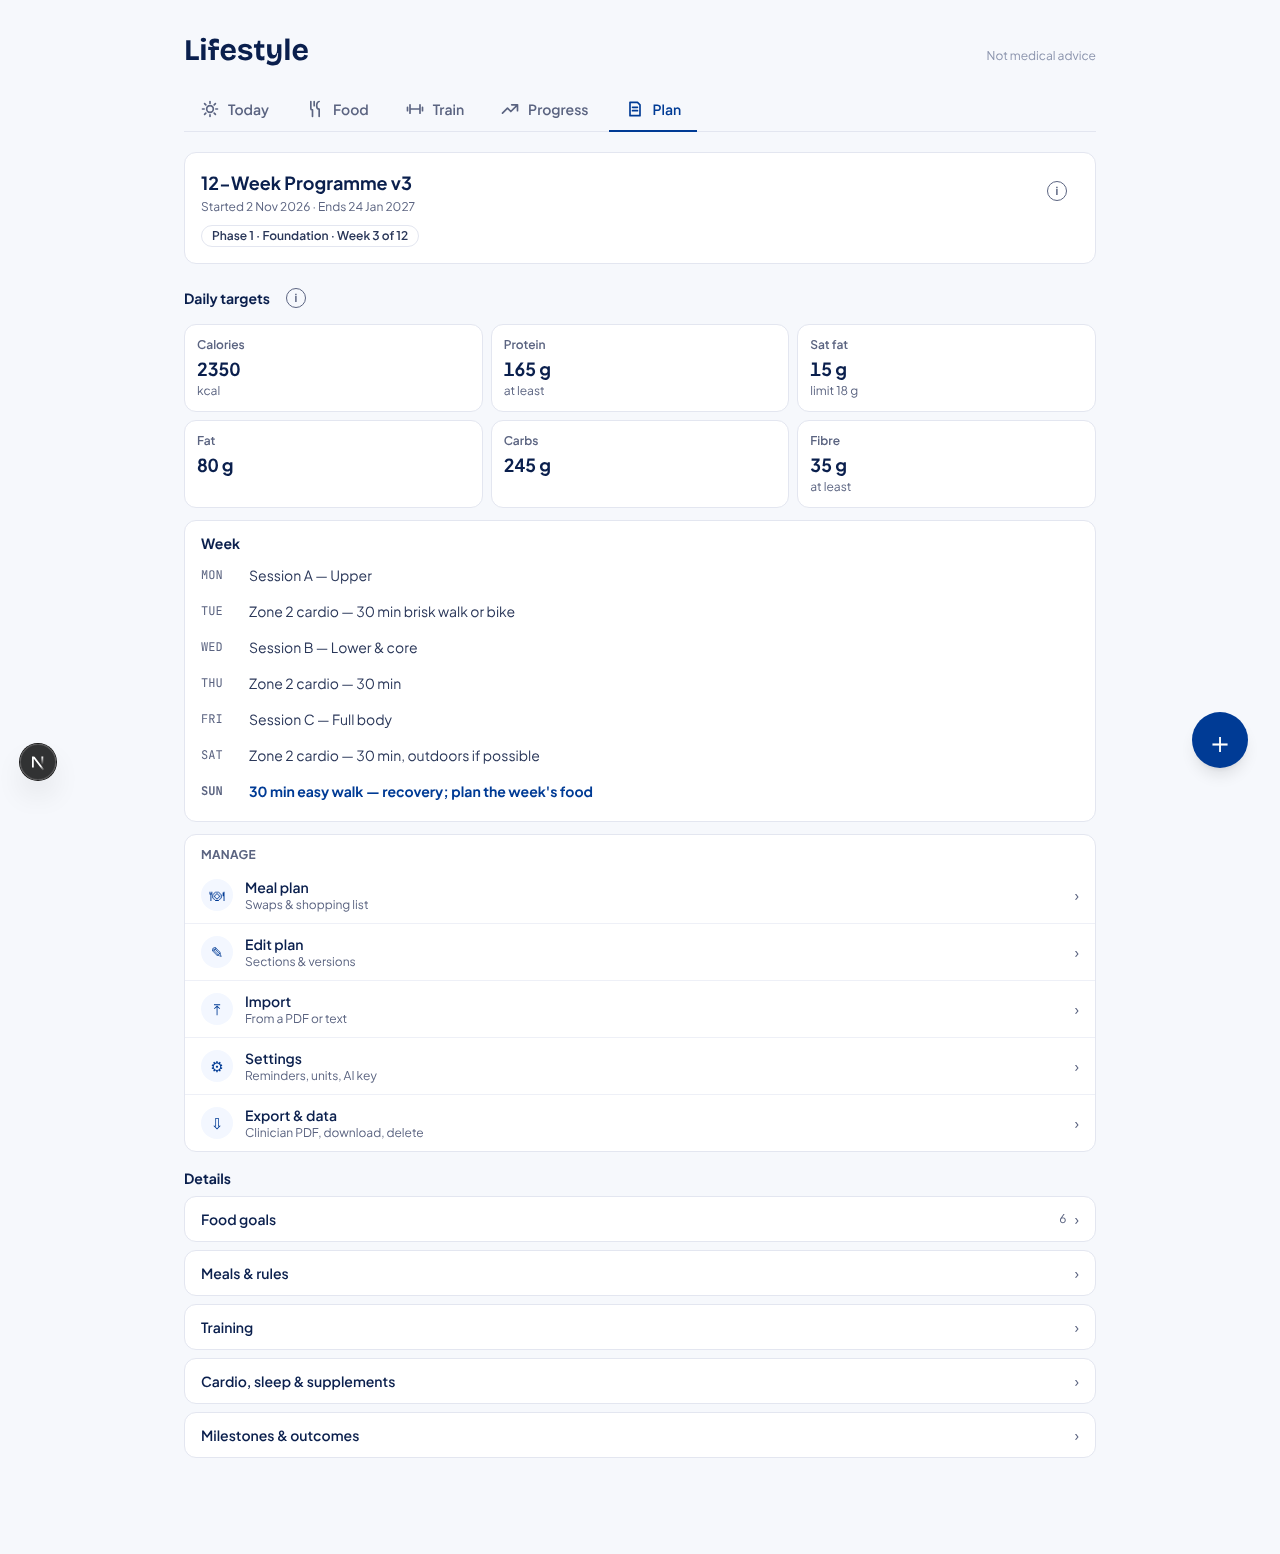 Lifestyle
Not medical advice
Today
Food
Train
Progress
Plan
12-Week Programme v3
Started 2 Nov 2026 · Ends 24 Jan 2027
Phase 1 · Foundation · Week 3 of 12
i
Daily targets
i
Calories
2350
kcal
Protein
165 g
at least
Sat fat
15 g
limit 18 g
Fat
80 g
Carbs
245 g
Fibre
35 g
at least
Week
MON Session A — Upper
TUE Zone 2 cardio — 30 min brisk walk or bike
WED Session B — Lower & core
THU Zone 2 cardio — 30 min
FRI Session C — Full body
SAT Zone 2 cardio — 30 min, outdoors if possible
SUN 30 min easy walk — recovery; plan the week's food
N
+
MANAGE
Meal plan
Swaps & shopping list
Edit plan
Sections & versions
Import
From a PDF or text
Settings
Reminders, units, AI key
Export & data
Clinician PDF, download, delete
Details
Food goals 6
Meals & rules
Training
Cardio, sleep & supplements
Milestones & outcomes